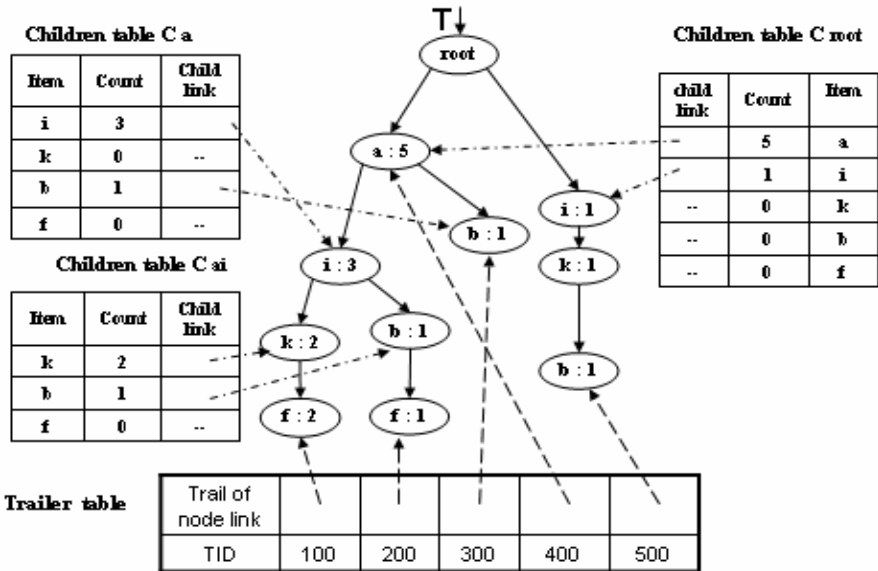 T
Children table C a
Item Count Child link
i 3
k 0 --
b 1
f 0 --
Children table C ai
Item Count Child link
k 2
b 1
f 0 --
root
a : 5
i : 3
b : 1
i : 1
k : 1
k : 2
b : 1
b : 1
f : 2
f : 1
Children table C root
child link Count Item
5 a
1 i
-- 0 k
-- 0 b
-- 0 f
Trailer table
Trail of node link
TID 100 200 300 400 500